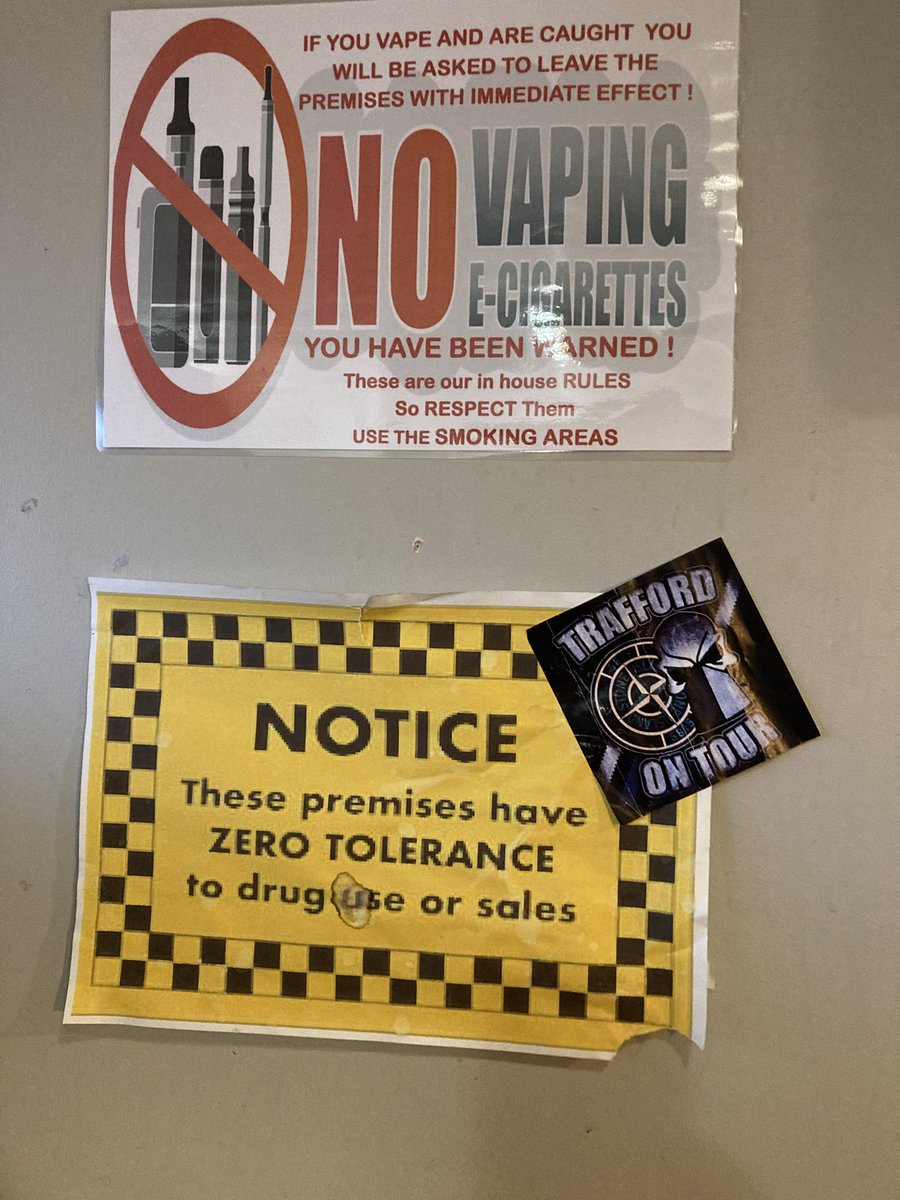 IF YOU VAPE AND ARE CAUGHT YOU
WILL BE ASKED TO LEAVE THE
PREMISES WITH IMMEDIATE EFFECT !
NO VAPING
E-CIGARETTES
YOU HAVE BEEN WARNED !
These are our in house RULES
So RESPECT Them
USE THE SMOKING AREAS
NOTICE
These premises have
ZERO TOLERANCE
to drug use or sales
TRAFFORD
ON TOUR